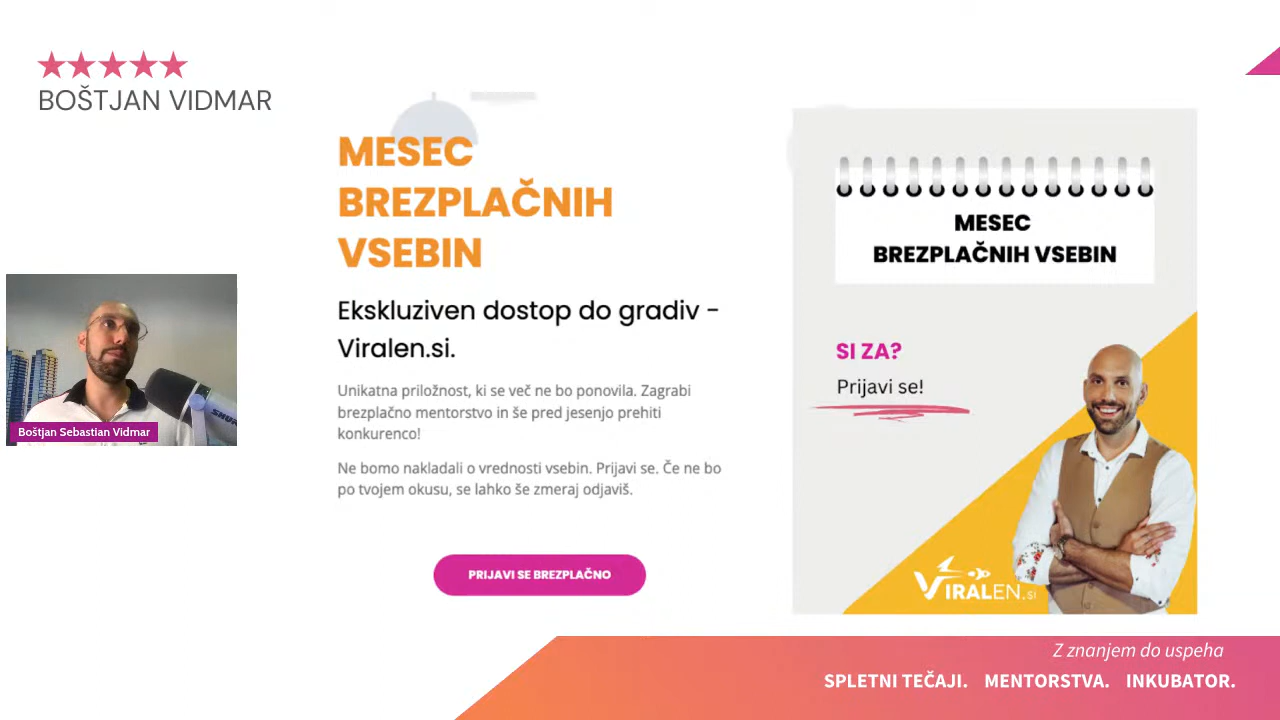 BOŠTJAN VIDMAR
MESEC
BREZPLAČNIH
VSEBIN
Ekskluziven dostop do gradiv -
Viralen.si.
Unikatna priložnost, ki se več ne bo ponovila. Zagrabi
brezplačno mentorstvo in še pred jesenjo prehiti
konkurenco!
Ne bomo nakladali o vrednosti vsebin. Prijavi se. Če ne bo
po tvojem okusu, se lahko še zmeraj odjaviš.
PRIJAVI SE BREZPLAČNO
MESEC
BREZPLAČNIH VSEBIN
SI ZA?
Prijavi se!
VIRALEN.SI
Boštjan Sebastian Vidmar
SHURE
Z znanjem do uspeha
SPLETNI TEČAJI. MENTORSTVA. INKUBATOR.